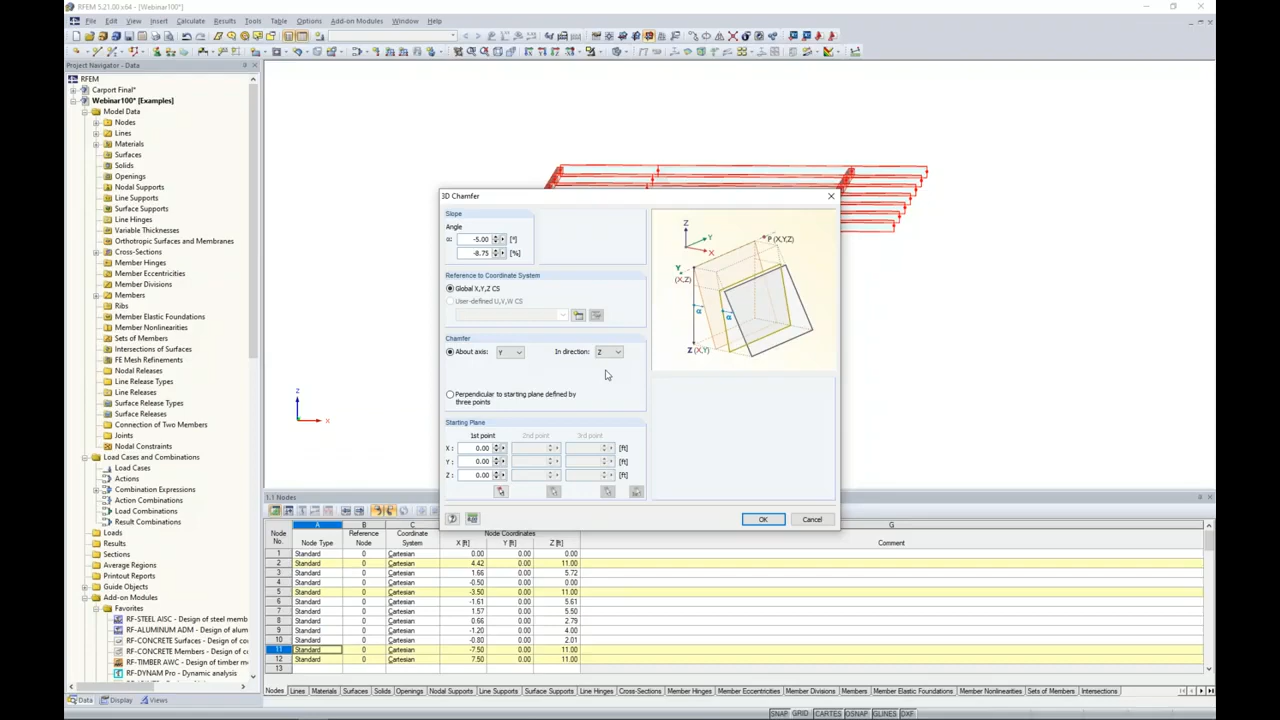 RFEM 5.21.00 x64 - [Webinar100*]
File Edit View Insert Calculate Results Tools Table Options Add-on Modules Window Help
Project Navigator - Data
RFEM
Carport Final*
Webinar100* [Examples]
Model Data
Nodes
Lines
Materials
Surfaces
Solids
Openings
Nodal Supports
Line Supports
Surface Supports
Line Hinges
Variable Thicknesses
Orthotropic Surfaces and Membranes
Cross-Sections
Member Hinges
Member Eccentricities
Member Divisions
Members
Ribs
Member Elastic Foundations
Member Nonlinearities
Sets of Members
Intersections of Surfaces
FE Mesh Refinements
Nodal Releases
Line Release Types
Line Releases
Surface Release Types
Surface Releases
Connection of Two Members
Joints
Nodal Constraints
Load Cases and Combinations
Load Cases
Actions
Combination Expressions
Action Combinations
Load Combinations
Result Combinations
Loads
Results
Sections
Average Regions
Printout Reports
Guide Objects
Add-on Modules
Favorites
RF-STEEL AISC - Design of steel memb
RF-ALUMINUM ADM - Design of alum
RF-CONCRETE Surfaces - Design of co
RF-CONCRETE Members - Design of co
RF-TIMBER AWC - Design of timber m
RF-DYNAM Pro - Dynamic analysis
Data Display Views
Z
X
3D Chamfer
Slope
Angle
α: -5.00 [°]
-8.75 [%]
Reference to Coordinate System
Global X,Y,Z CS
User-defined U,V,W CS
Chamfer
About axis: Y In direction: Z
Perpendicular to starting plane defined by
three points
Starting Plane
1st point 2nd point 3rd point
X: 0.00 [ft]
Y: 0.00 [ft]
Z: 0.00 [ft]
Z
Y
X
P (X,Y,Z)
Y
(X,Z)
α
α
Z (X,Y)
OK Cancel
1.1 Nodes
A B C G
Node Reference Coordinate Node Coordinates
No. Node Type Node System X [ft] Y [ft] Z [ft] Comment
1 Standard 0 Cartesian 0.00 0.00 0.00
2 Standard 0 Cartesian 4.42 0.00 11.00
3 Standard 0 Cartesian 1.66 0.00 5.72
4 Standard 0 Cartesian -0.50 0.00 0.00
5 Standard 0 Cartesian -3.50 0.00 11.00
6 Standard 0 Cartesian -1.61 0.00 5.61
7 Standard 0 Cartesian 1.57 0.00 5.50
8 Standard 0 Cartesian 0.66 0.00 2.79
9 Standard 0 Cartesian -1.20 0.00 4.00
10 Standard 0 Cartesian -0.80 0.00 2.01
11 Standard 0 Cartesian -7.50 0.00 11.00
12 Standard 0 Cartesian 7.50 0.00 11.00
13
Nodes Lines Materials Surfaces Solids Openings Nodal Supports Line Supports Surface Supports Line Hinges Cross-Sections Member Hinges Member Eccentricities Member Divisions Members Member Elastic Foundations Member Nonlinearities Sets of Members Intersections
SNAP GRID CARTES OSNAP GLINES DXF